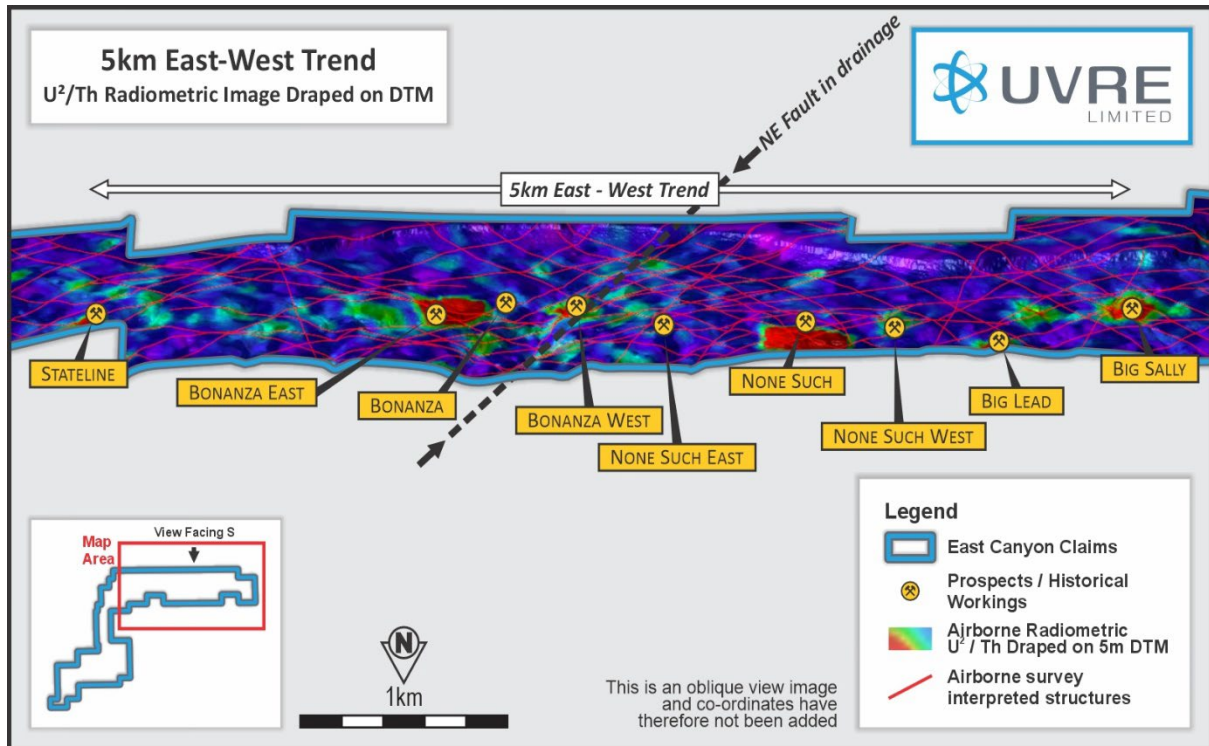 5km East-West Trend
U²/Th Radiometric Image Draped on DTM
UVRE
LIMITED
NE Fault in drainage
5km East - West Trend
STATELINE
BONANZA EAST
BONANZA
BONANZA WEST
NONE SUCH EAST
NONE SUCH
NONE SUCH WEST
BIG LEAD
BIG SALLY
View Facing S
Map
Area
N
1km
This is an oblique view image
and co-ordinates have
therefore not been added
Legend
East Canyon Claims
Prospects / Historical
Workings
Airborne Radiometric
U² / Th Draped on 5m DTM
Airborne survey
interpreted structures